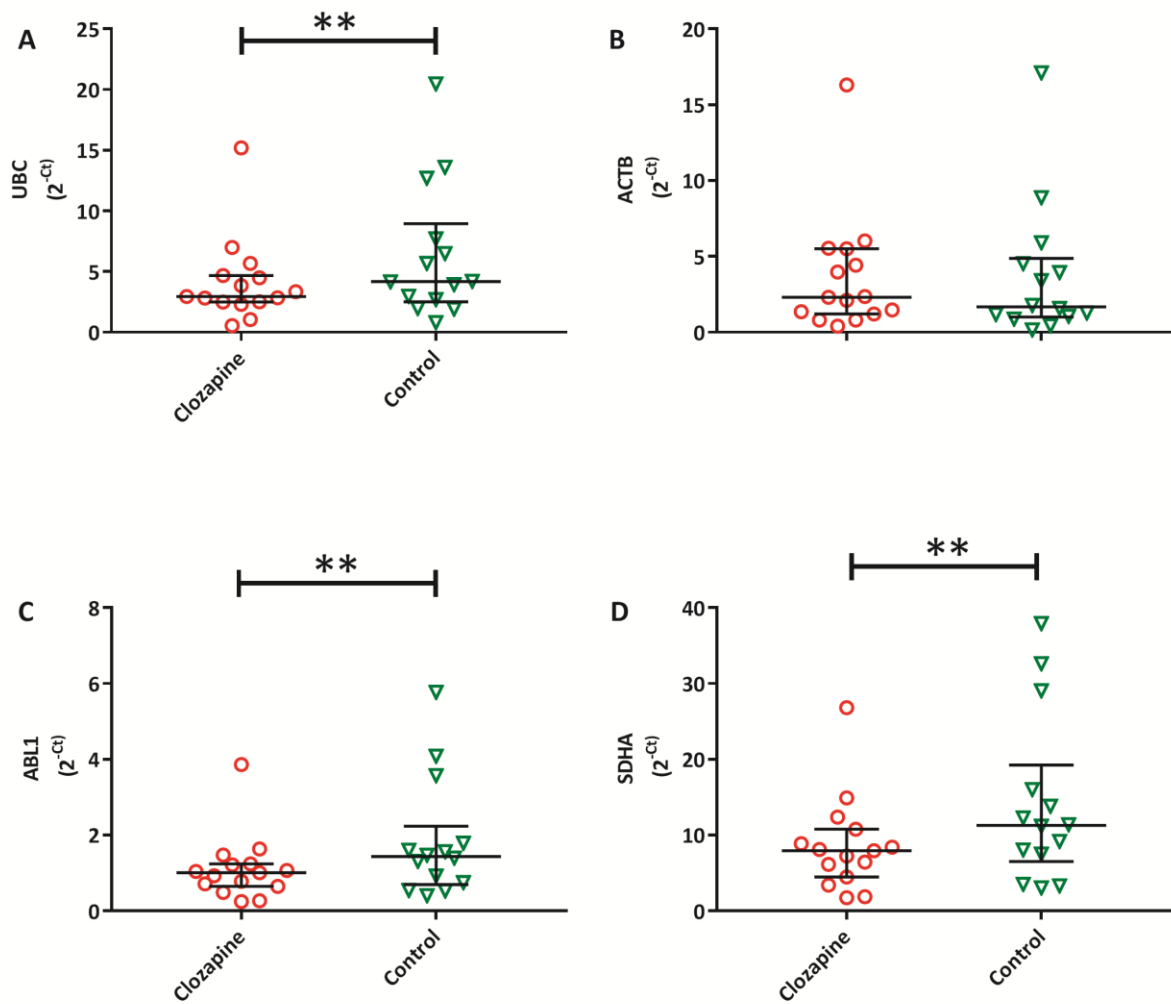 A
**
25
20
15
10
5
0
UBC
(2^-Ct)
Clozapine
Control
B
20
15
10
5
0
ACTB
(2^-Ct)
Clozapine
Control
C
**
8
6
4
2
0
ABL1
(2^-Ct)
Clozapine
Control
D
**
40
30
20
10
0
SDHA
(2^-Ct)
Clozapine
Control